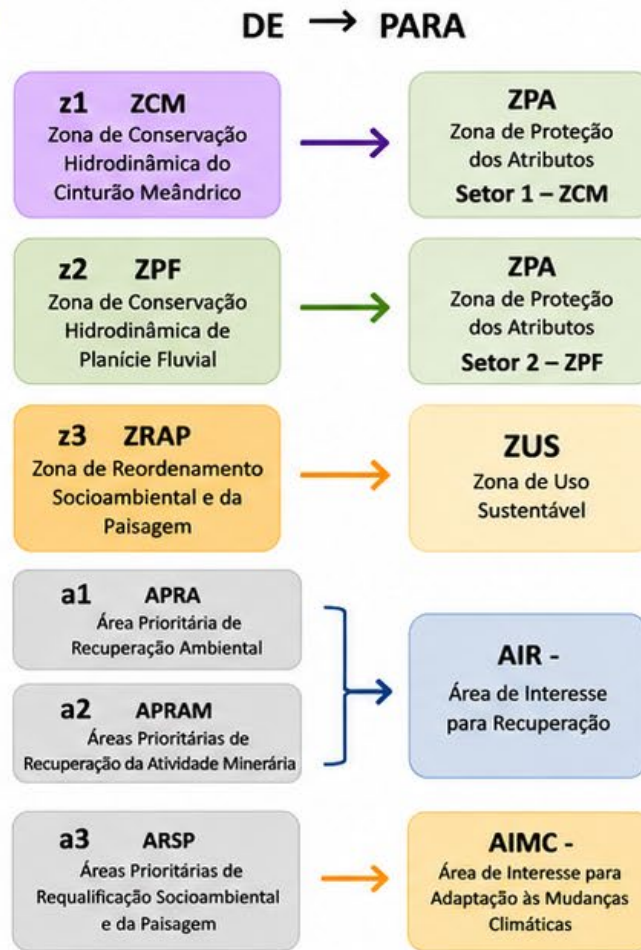 DE → PARA
z1 ZCM
Zona de Conservação
Hidrodinâmica do
Cinturão Meândrico
ZPA
Zona de Proteção
dos Atributos
Setor 1 – ZCM
z2 ZPF
Zona de Conservação
Hidrodinâmica de
Planície Fluvial
ZPA
Zona de Proteção
dos Atributos
Setor 2 – ZPF
z3 ZRAP
Zona de Reordenamento
Socioambiental e da
Paisagem
ZUS
Zona de Uso
Sustentável
a1 APRA
Área Prioritária de
Recuperação Ambiental
a2 APRAM
Áreas Prioritárias de
Recuperação da Atividade Minerária
AIR -
Área de Interesse
para Recuperação
a3 ARSP
Áreas Prioritárias de
Requalificação Socioambiental
e da Paisagem
AIMC -
Área de Interesse para
Adaptação às Mudanças
Climáticas